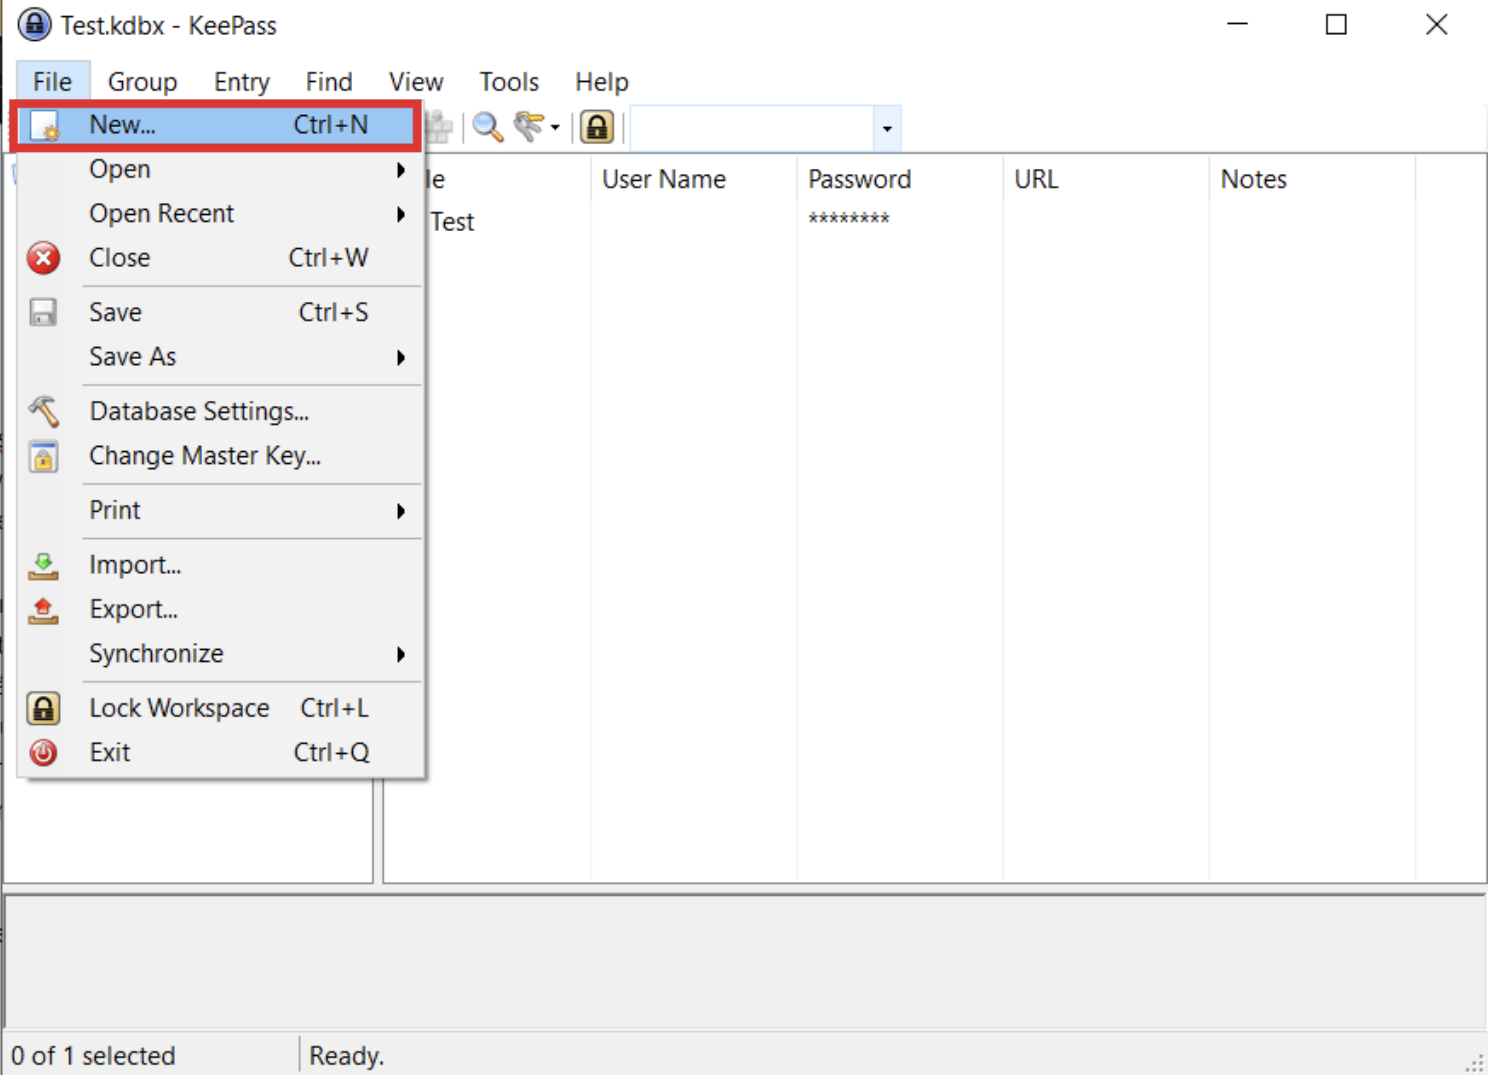 Test.kdbx - KeePass
File Group Entry Find View Tools Help
New... Ctrl+N
Open
Open Recent
Close Ctrl+W
Save Ctrl+S
Save As
Database Settings...
Change Master Key...
Print
Import...
Export...
Synchronize
Lock Workspace Ctrl+L
Exit Ctrl+Q
le User Name Password URL Notes
Test ********
0 of 1 selected Ready.